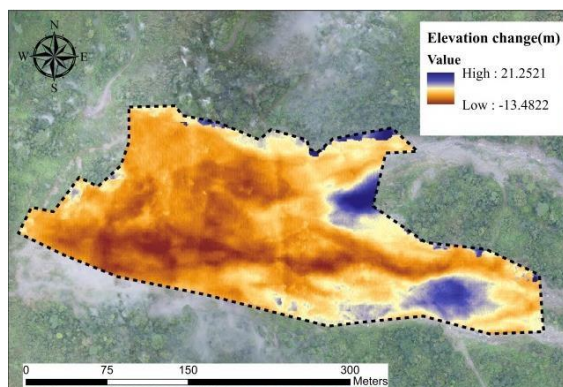 N
W
E
S
Elevation change(m)
Value
High : 21.2521
Low : -13.4822
0
75
150
300
Meters